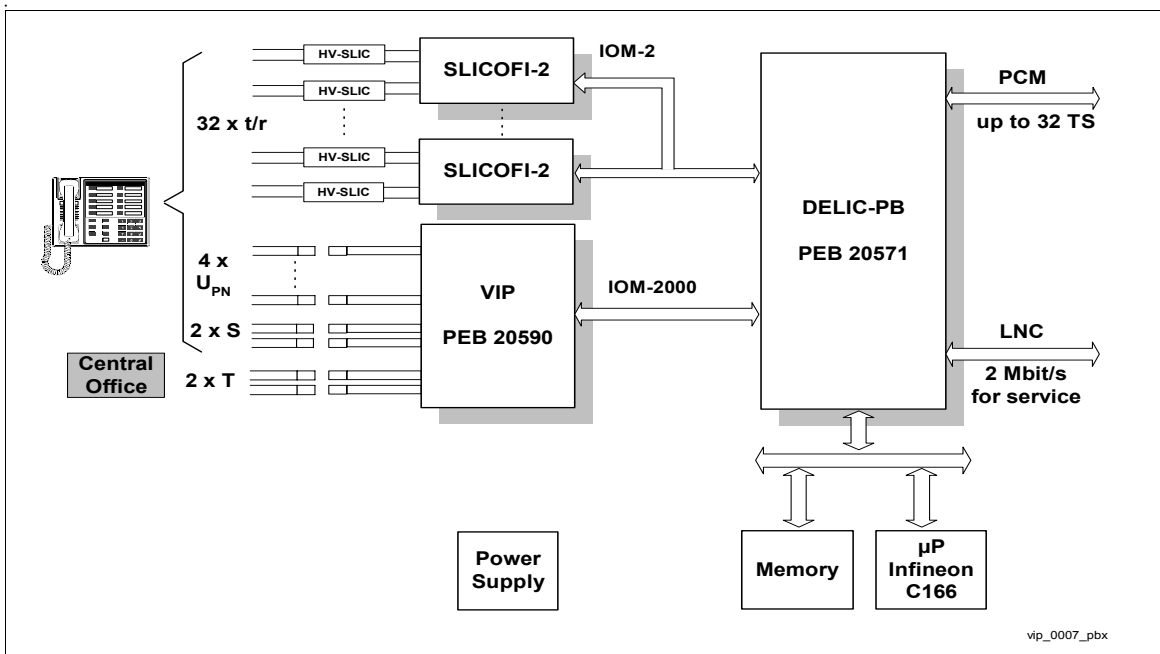 HV-SLIC
HV-SLIC
HV-SLIC
HV-SLIC
32 x t/r
SLICOFI-2
SLICOFI-2
IOM-2
PCM
up to 32 TS
DELIC-PB
PEB 20571
4 x
UPN
2 x S
VIP
PEB 20590
IOM-2000
Central
Office
2 x T
LNC
2 Mbit/s
for service
Power
Supply
Memory
µP
Infineon
C166
vip_0007_pbx